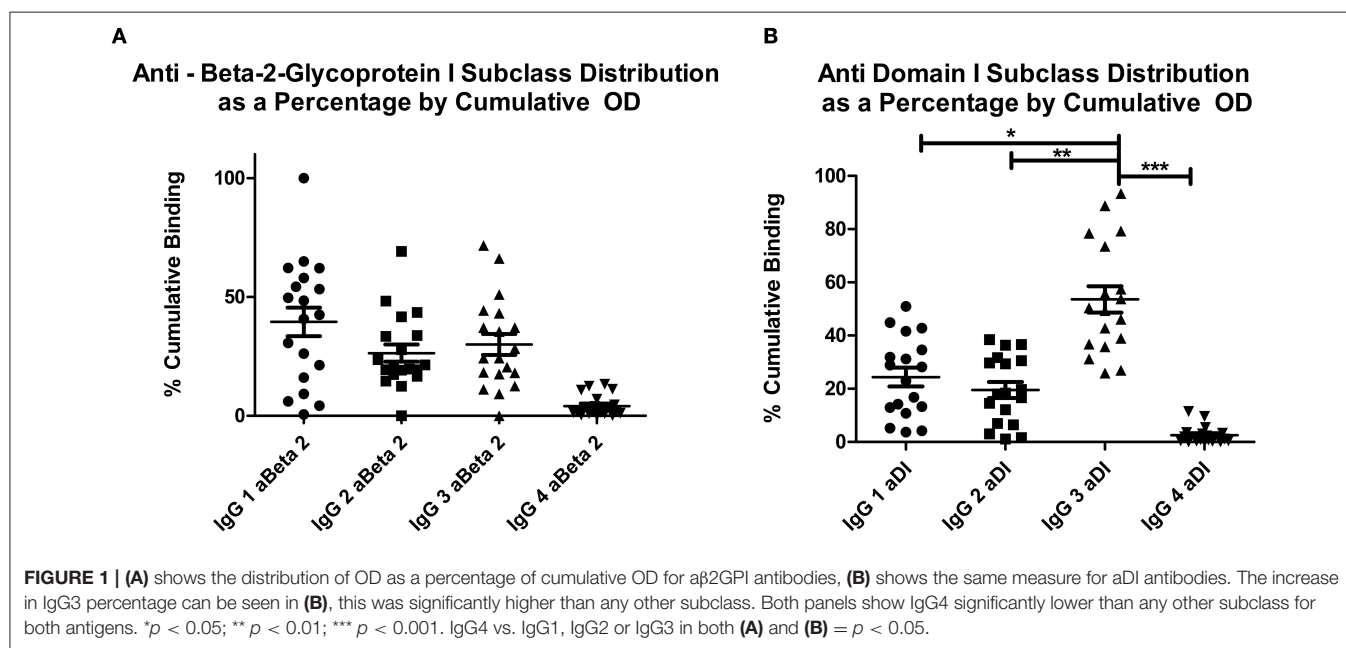 A
Anti - Beta-2-Glycoprotein I Subclass Distribution
as a Percentage by Cumulative OD
% Cumulative Binding
100
50
0
IgG 1 aBeta 2
IgG 2 aBeta 2
IgG 3 aBeta 2
IgG 4 aBeta 2
B
Anti Domain I Subclass Distribution
as a Percentage by Cumulative OD
*
**
***
% Cumulative Binding
100
80
60
40
20
0
IgG 1 aDI
IgG 2 aDI
IgG 3 aDI
IgG 4 aDI
FIGURE 1 | (A) shows the distribution of OD as a percentage of cumulative OD for aβ2GPI antibodies, (B) shows the same measure for aDI antibodies. The increase
in IgG3 percentage can be seen in (B), this was significantly higher than any other subclass. Both panels show IgG4 significantly lower than any other subclass for
both antigens. *p < 0.05; ** p < 0.01; *** p < 0.001. IgG4 vs. IgG1, IgG2 or IgG3 in both (A) and (B) = p < 0.05.